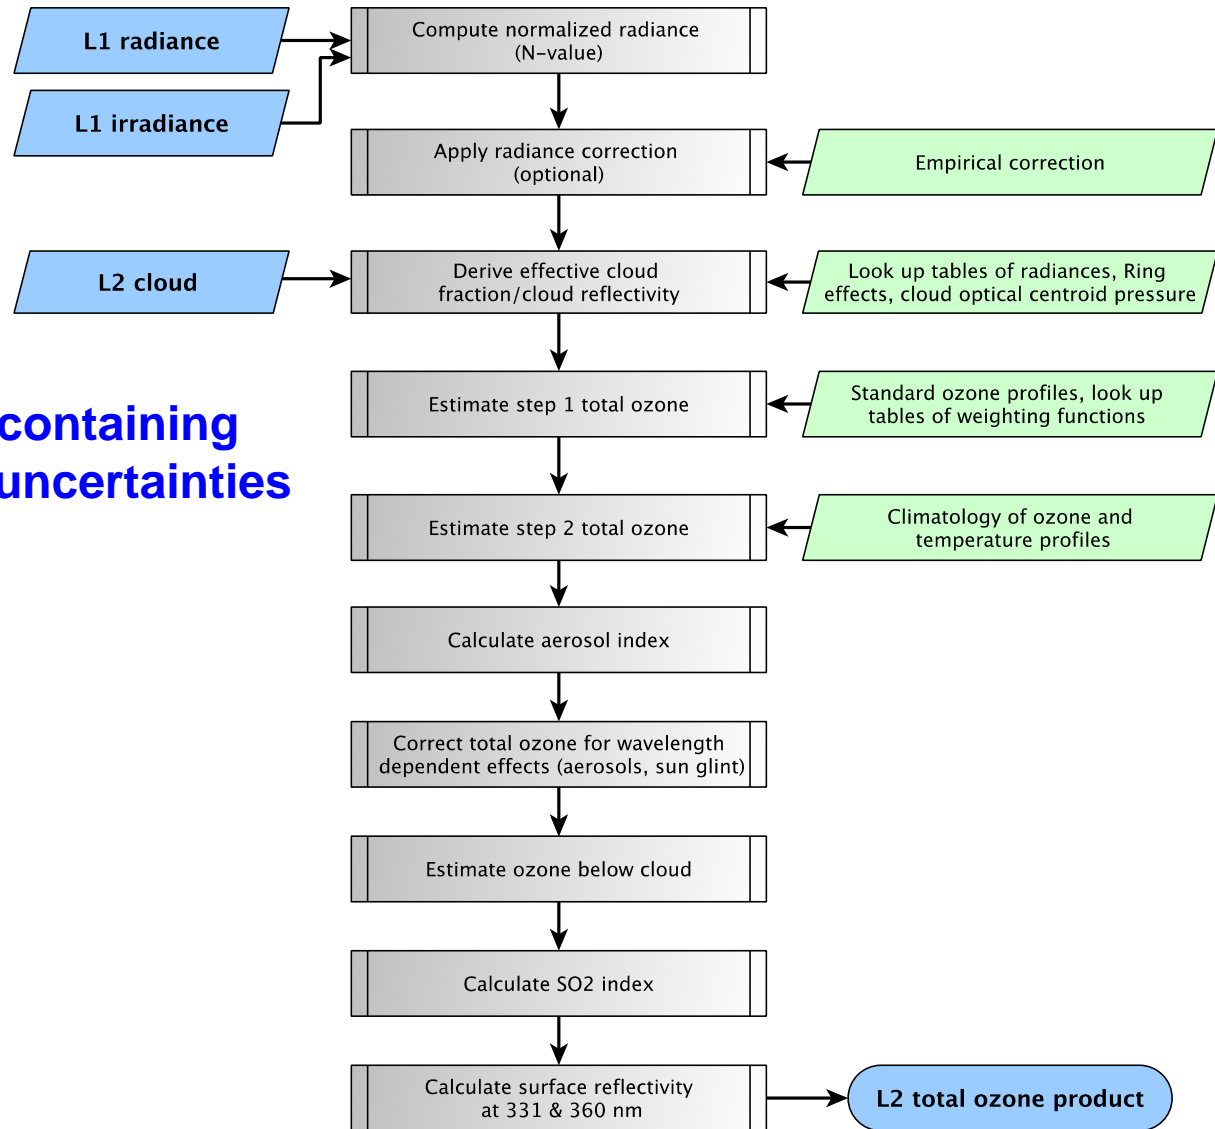 L1 radiance
Compute normalized radiance
(N-value)
L1 irradiance
Apply radiance correction
(optional)
Empirical correction
L2 cloud
Derive effective cloud
fraction/cloud reflectivity
Look up tables of radiances, Ring
effects, cloud optical centroid pressure
containing
uncertainties
Estimate step 1 total ozone
Standard ozone profiles, look up
tables of weighting functions
Estimate step 2 total ozone
Climatology of ozone and
temperature profiles
Calculate aerosol index
Correct total ozone for wavelength
dependent effects (aerosols, sun glint)
Estimate ozone below cloud
Calculate SO2 index
Calculate surface reflectivity
at 331 & 360 nm
L2 total ozone product